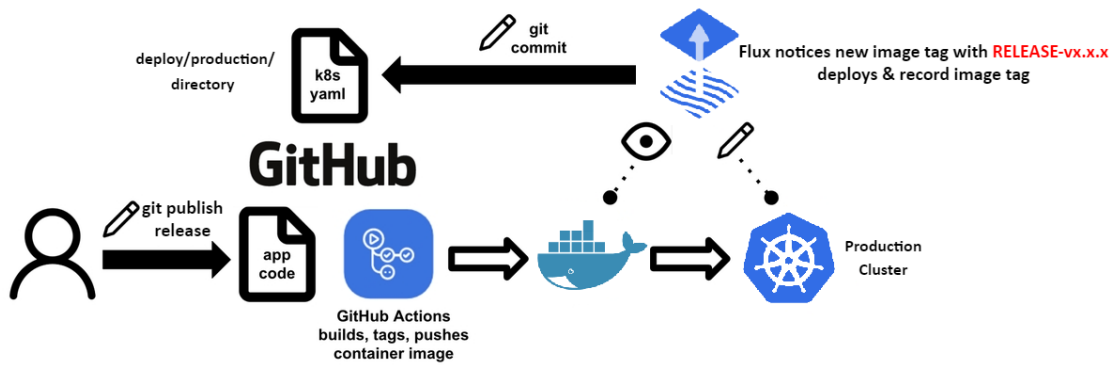 git
commit
deploy/production/
directory
k8s
yaml
Flux notices new image tag with RELEASE-vx.x.x
deploys & record image tag
GitHub
git publish
release
app
code
Production
Cluster
GitHub Actions
builds, tags, pushes
container image